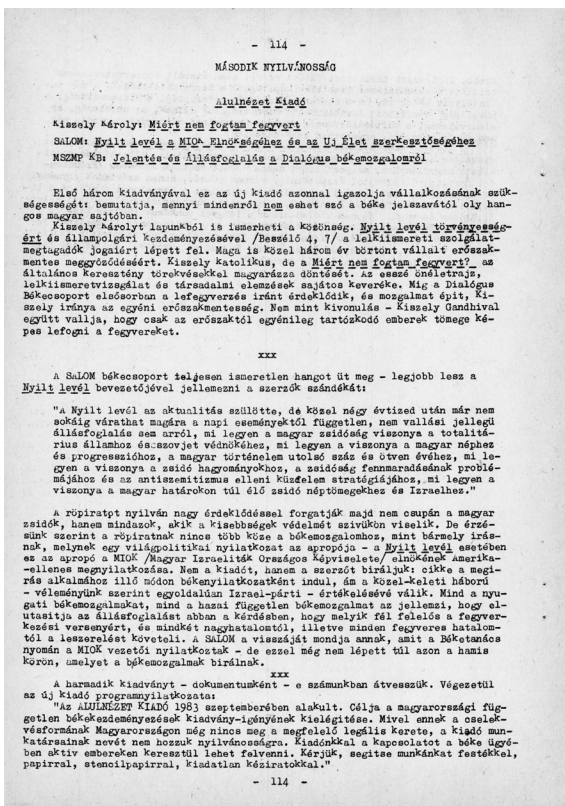 - 114 -
MÁSODIK NYILVÁNOSSÁG
Alulnézet Kiadó
Kiszely Károly: Miért nem fogtam fegyvert
SALOM: Nyilt levél a MIOK Elnökségéhez és az Uj Élet szerkesztőségéhez
MSZMP KB: Jelentés és Állásfoglalás a Dialógus békemozgalomról
Első három kiadványával ez az új kiadó azonnal igazolja vállalkozásának szük-
ségességét: bemutatja, mennyi mindenről nem eshet szó a béke jelszavától oly han-
gos magyar sajtóban.
Kiszely Károlyt lapunkból is ismerheti a közönség. Nyilt levél törvényesség-
ért és állampolgári kezdeményezésével /Beszélő 4, 7/ a lelkiismereti szolgálat-
megtagadók jogaiért lépett fel. Maga is közel három év börtönt vállalt erőszak-
mentes meggyőződéséért. Kiszely katolikus, de a Miért nem fogtam fegyvert?_ az
általános keresztény törekvésekkel magyarázza döntését. Az esszé önéletrajz,
lelkiismeretvizsgálat és társadalmi elemzések sajátos keveréke. Míg a Dialógus
Békecsoport elsősorban a lefegyverzés iránt érdeklődik, és mozgalmat épit, Ki-
szely iránya az egyéni erőszakmentesség. Nem mint kivonulás - Kiszely Gandhival
együtt vallja, hogy csak az erőszaktól egyénileg tartózkodó emberek tömege ké-
pes lefogni a fegyvereket.
xxx
A SALOM békecsoport teljesen ismeretlen hangot üt meg - legjobb lesz a
Nyilt levél bevezetőjével jellemezni a szerzők szándékát:
"A Nyilt levél az aktualitás szülötte, de közel négy évtized után már nem
sokáig várathat magára a napi eseményektől független, nem vallási jellegü
állásfoglalás sem arról, mi legyen a magyar zsidóság viszonya a totalitá-
rius államhoz és szovjet védnökéhez, mi legyen a viszonya a magyar néphez
és progresszióhoz, a magyar történelem utolsó száz és ötven évéhez, mi le-
gyen a viszonya a zsidó hagyományokhoz, a zsidóság fennmaradásának problé-
májához és az antiszemitizmus elleni küzdelem stratégiájához, mi legyen a
viszonya a magyar határokon túl élő zsidó néptömegekhez és Izraelhez."
A röpiratpt nyilván nagy érdeklődéssel forgatják majd nem csupán a magyar
zsidók, hanem mindazok, akik a kisebbségek védelmét szivükön viselik. De érzé-
sünk szerint a röpiratnak nincs több köze a békemozgalomhoz, mint bármely irás-
nak, melynek egy világpolitikai nyilatkozat az apropója - a Nyilt levél esetében
ez az apropó a MIOK /Magyar Izraeliták Országos Képviselete/ elnökének Amerika-
-ellenes megnyilatkozása. Nem a kiadót, hanem a szerzőt biráljuk: cikke a megi-
rás alkalmához illő módon békenyilatkozatként indul, ám a közel-keleti háború
- véleményünk szerint egyoldalúan Izrael-párti - értékelésévé válik. Mind a nyu-
gati békemozgalmakat, mind a hazai független békemozgalmat az jellemzi, hogy el-
utasitja az állásfoglalást abban a kérdésben, hogy melyik fél felelős a fegyver-
kezési versenyért, és mindkét nagyhatalomtól, illetve minden fegyveres hatalom-
tól a leszerelést követeli. A SALOM a visszáját mondja annak, amit a Béketanács
nyomán a MIOK vezetői nyilatkoztak - de ezzel még nem lépett túl azon a hamis
körön, amelyet a békemozgalmak birálnak.
xxx
A harmadik kiadványt - dokumentumként - e számunkban átvesszük. Végezetül
az új kiadó programnyilatkozata:
"Az ALULNÉZET KIADÓ 1983 szeptemberében alakult. Célja a magyarországi füg-
getlen békekezdeményezések kiadvány-igényének kielégitése. Mivel ennek a cselek-
vésformának Magyarországon még nincs meg a megfelelő legális kerete, a kiadó mun-
katársainak nevét nem hozzuk nyilvánosságra. Kiadónkkal a kapcsolatot a béke ügyé-
ben aktiv embereken keresztül lehet felvenni. Kérjük, segitse munkánkat festékkel,
papirral, stencilpapirral, kiadatlan kéziratokkal."
- 114 -